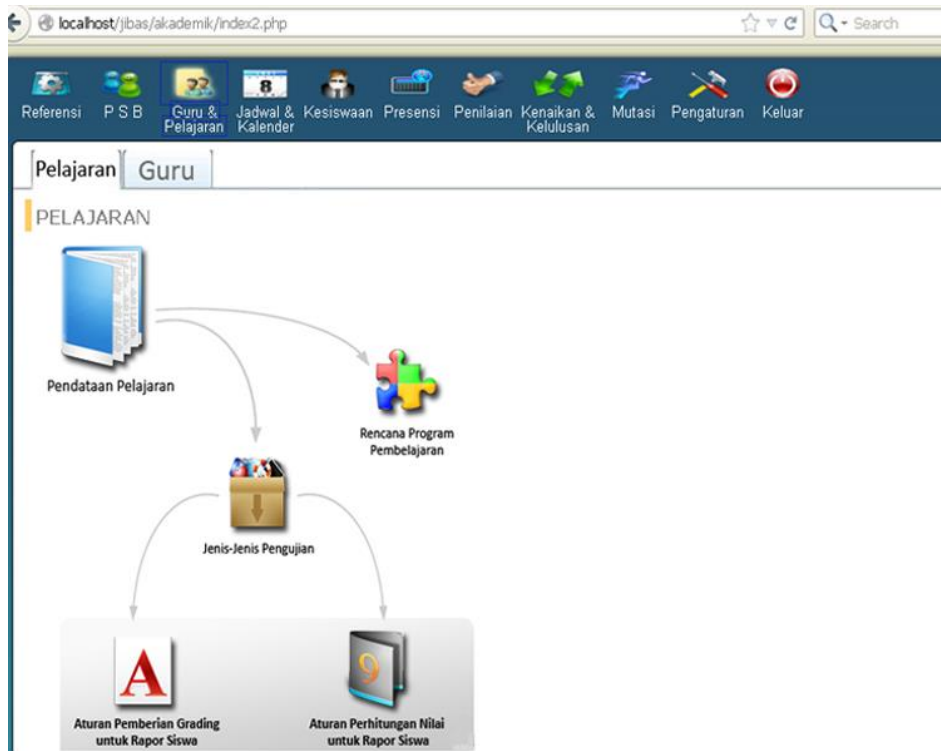 localhost/jibas/akademik/index2.php
Search
Referensi
P S B
Guru &
Pelajaran
Jadwal &
Kalender
Kesiswaan
Presensi
Penilaian
Kenaikan &
Kelulusan
Mutasi
Pengaturan
Keluar
8
Pelajaran
Guru
PELAJARAN
Pendataan Pelajaran
Rencana Program
Pembelajaran
Jenis-Jenis Pengujian
A
9
Aturan Pemberian Grading
untuk Rapor Siswa
Aturan Perhitungan Nilai
untuk Rapor Siswa